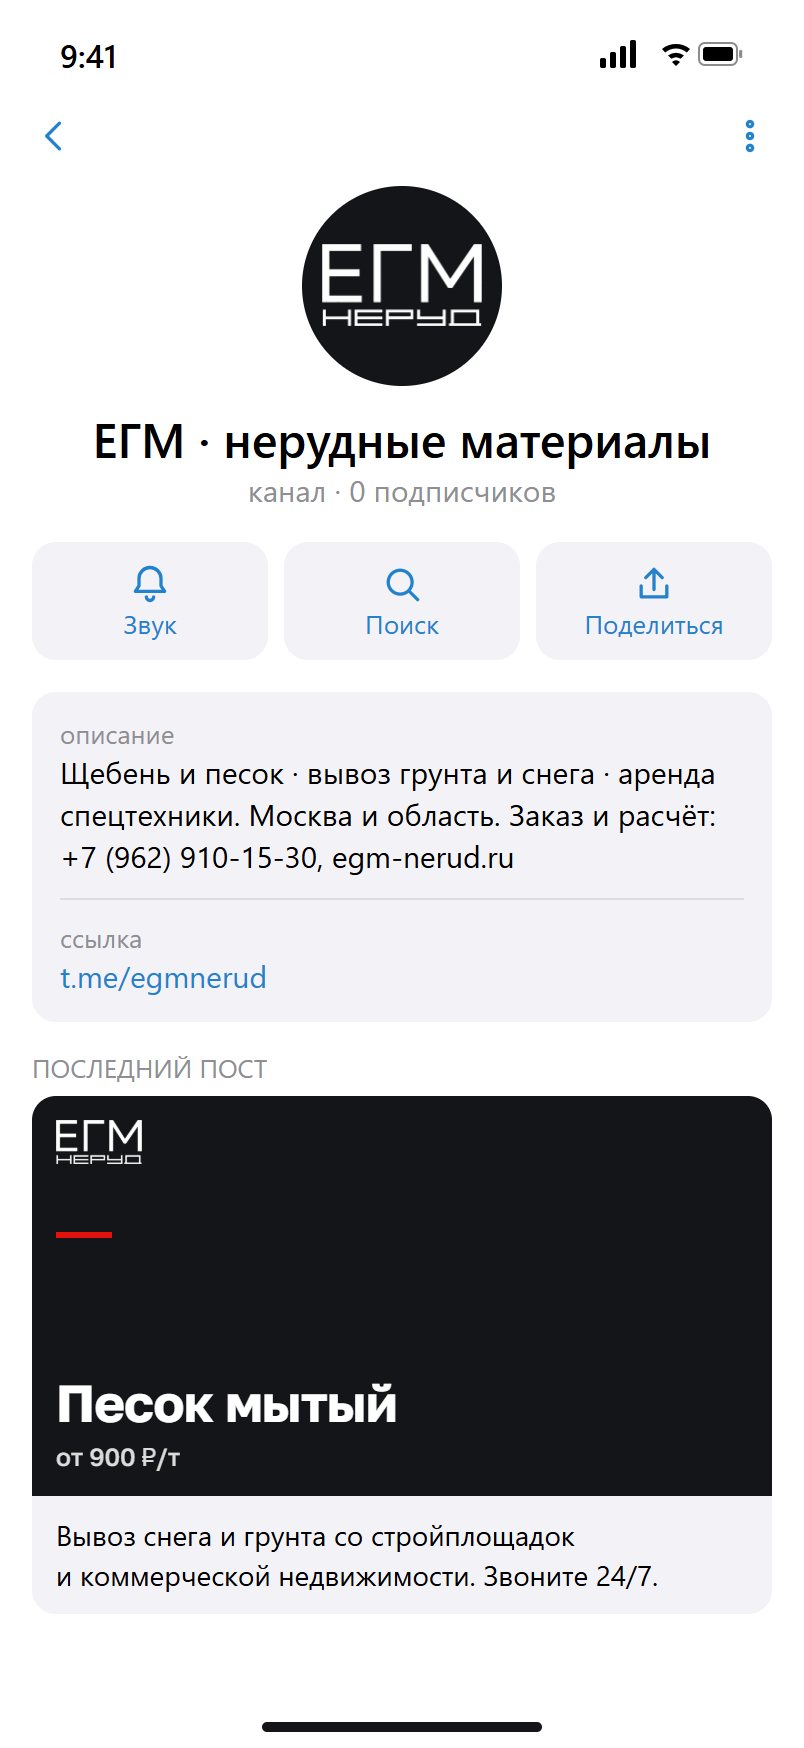 9:41
ЕГМ
НЕРУД
ЕГМ · нерудные материалы
канал · 0 подписчиков
Звук
Поиск
Поделиться
описание
Щебень и песок · вывоз грунта и снега · аренда
спецтехники. Москва и область. Заказ и расчёт:
+7 (962) 910-15-30, egm-nerud.ru
ссылка
t.me/egmnerud
ПОСЛЕДНИЙ ПОСТ
ЕГМ
НЕРУД
Песок мытый
от 900 ₽/т
Вывоз снега и грунта со стройплощадок
и коммерческой недвижимости. Звоните 24/7.